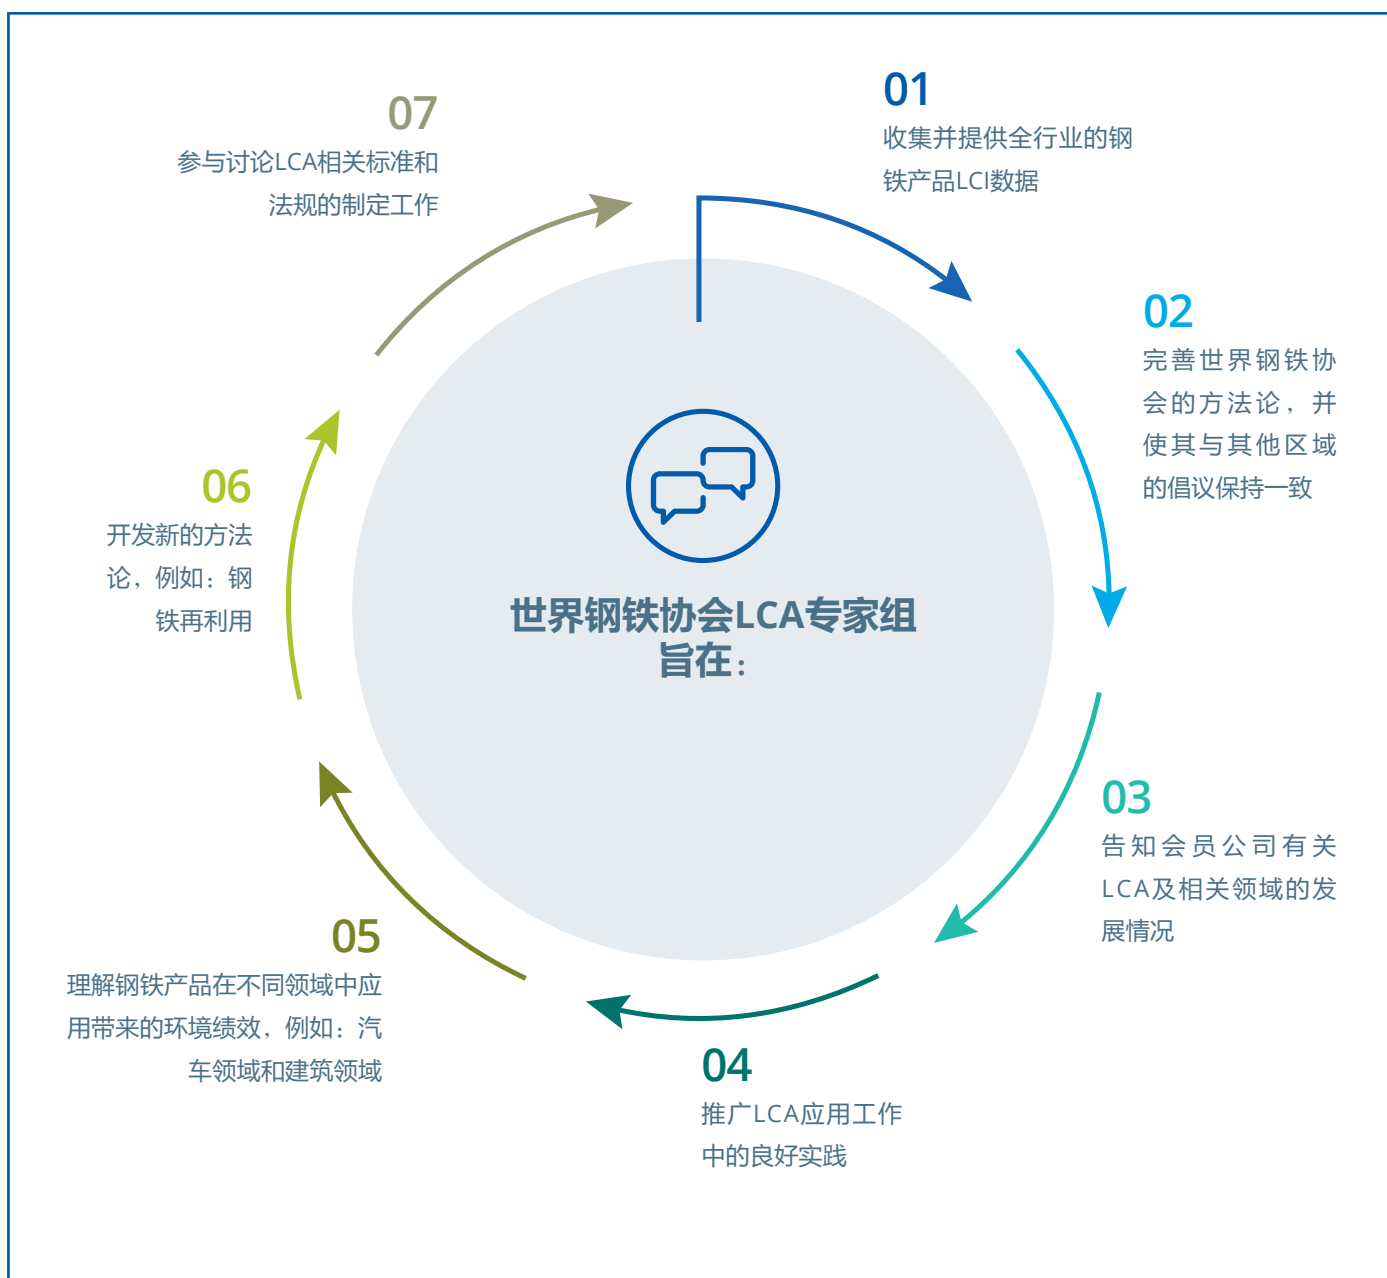 世界钢铁协会LCA专家组
旨在：
01
收集并提供全行业的钢
铁产品LCI数据
02
完善世界钢铁协
会的方法论，并
使其与其他区域
的倡议保持一致
03
告知会员公司有关
LCA及相关领域的发
展情况
04
推广LCA应用工作
中的良好实践
05
理解钢铁产品在不同领域中应
用带来的环境绩效，例如：汽
车领域和建筑领域
06
开发新的方法
论，例如：钢
铁再利用
07
参与讨论LCA相关标准和
法规的制定工作